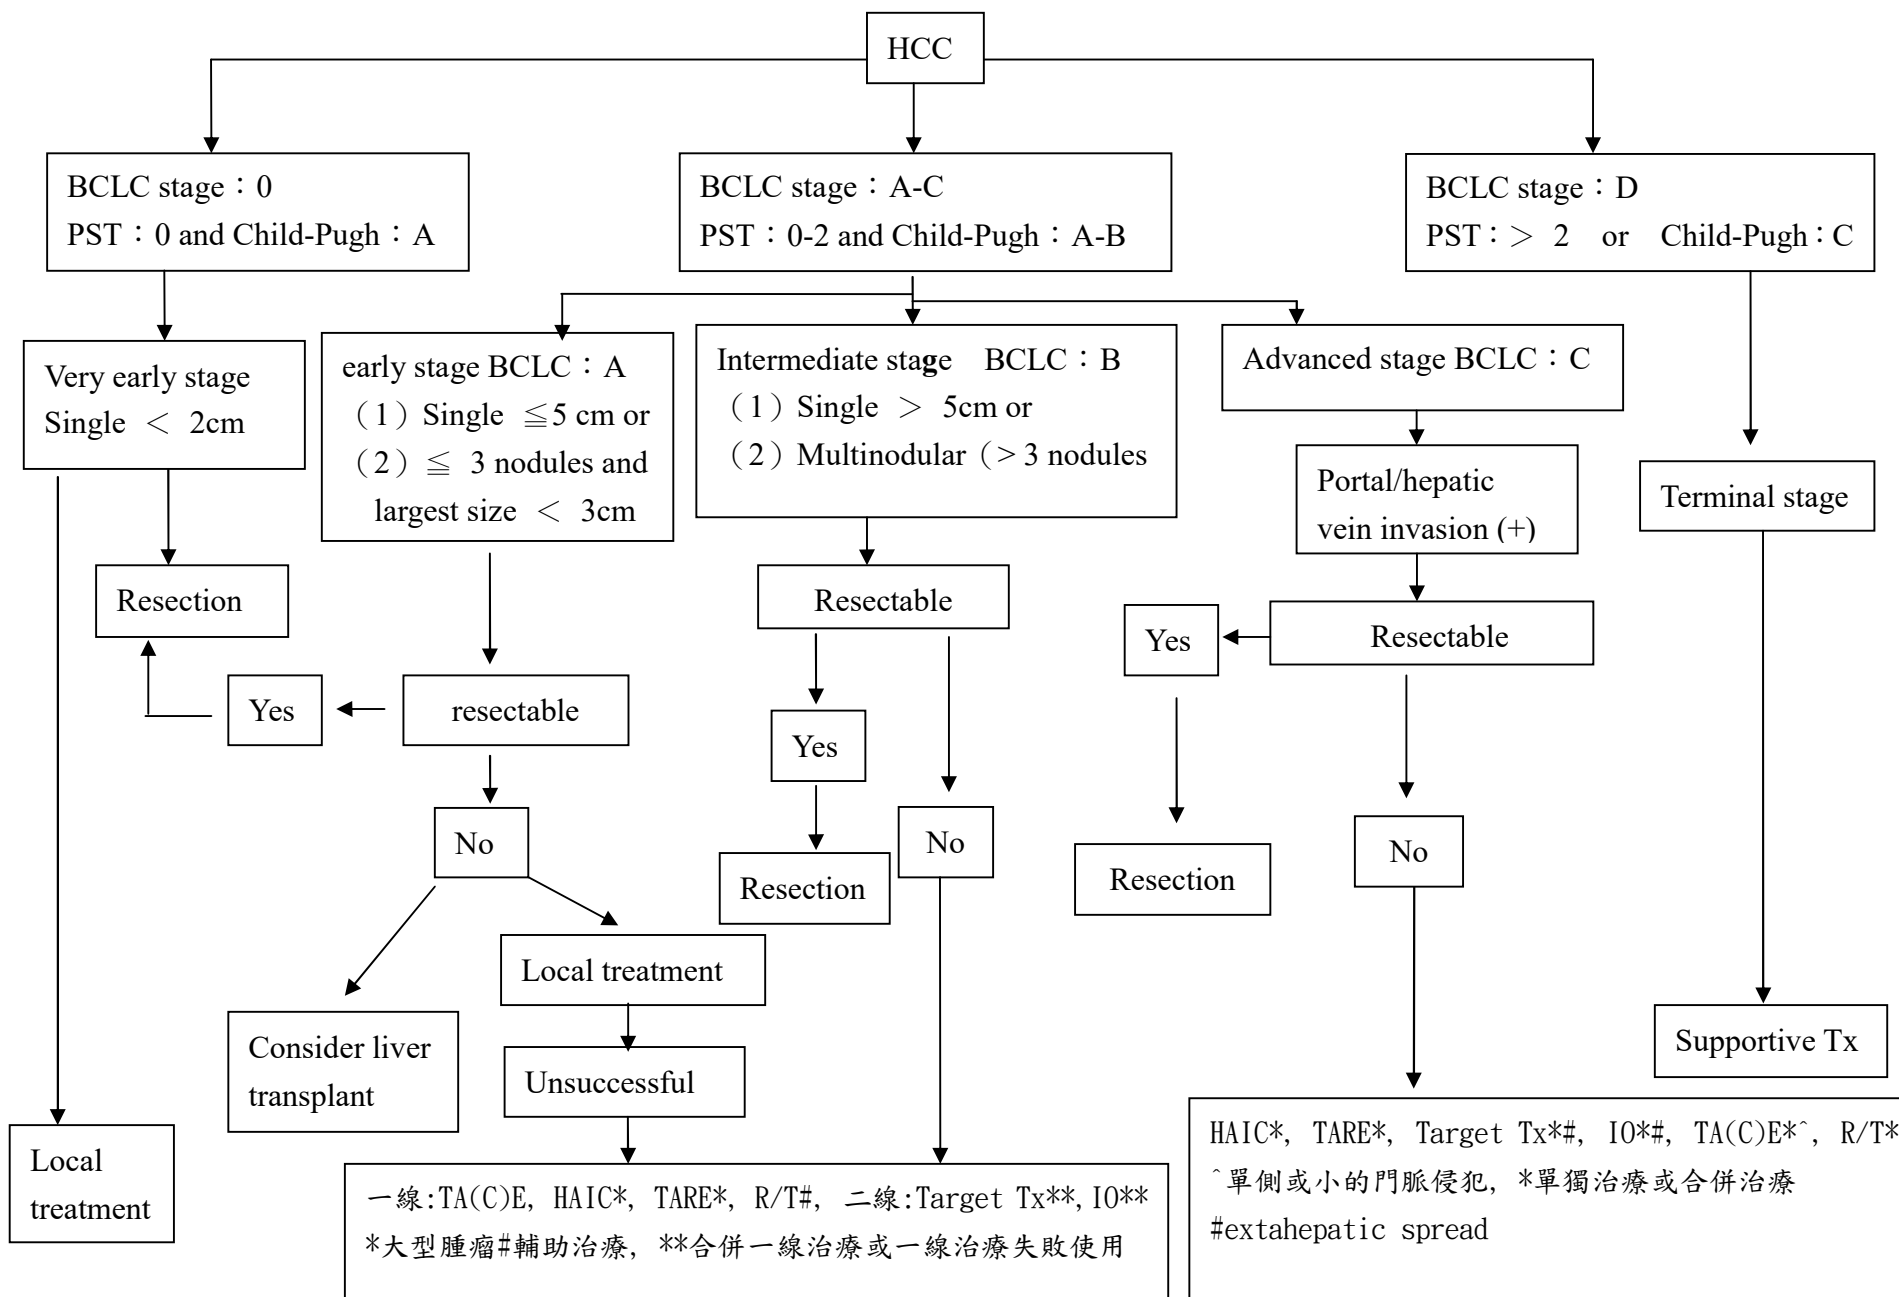 HCC
BCLC stage：0
PST：0 and Child-Pugh：A
BCLC stage：A-C
PST：0-2 and Child-Pugh：A-B
BCLC stage：D
PST：＞ 2 or Child-Pugh：C
Very early stage
Single ＜ 2cm
early stage BCLC：A
（1）Single ≦5 cm or
（2）≦ 3 nodules and
largest size ＜ 3cm
Intermediate stage BCLC：B
（1）Single ＞ 5cm or
（2）Multinodular（＞3 nodules
Advanced stage BCLC：C
Portal/hepatic
vein invasion (+)
Terminal stage
Resection
Resectable
Yes
Resectable
Yes
resectable
Yes
No
No
Resection
Resection
No
Local treatment
Consider liver
transplant
Unsuccessful
Supportive Tx
Local
treatment
一線:TA(C)E, HAIC*, TARE*, R/T#, 二線:Target Tx**, IO**
*大型腫瘤#輔助治療, **合併一線治療或一線治療失敗使用
HAIC*, TARE*, Target Tx*#, IO*#, TA(C)E*^, R/T*
^單側或小的門脈侵犯, *單獨治療或合併治療
#extahepatic spread